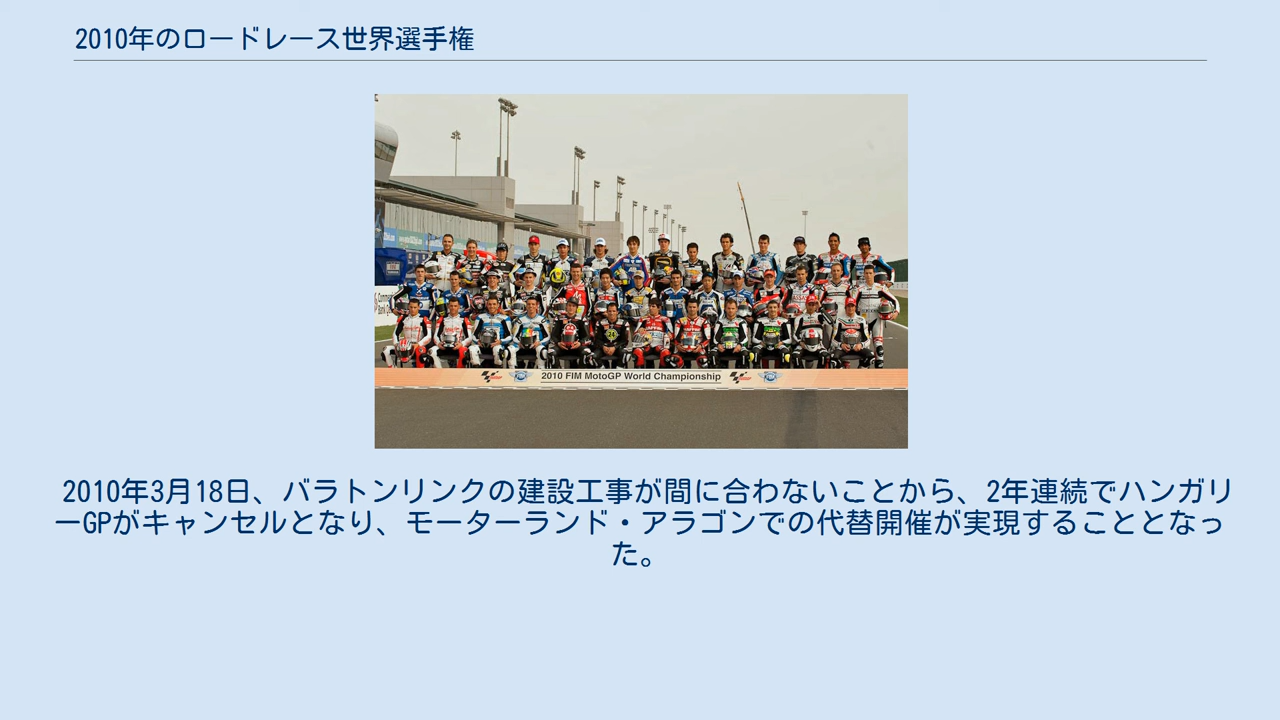 2010年のロードレース世界選手権
2010 FIM MotoGP World Championship
2010年3月18日、バラトンリンクの建設工事が間に合わないことから、2年連続でハンガリ
ーGPがキャンセルとなり、モーターランド・アラゴンでの代替開催が実現することとなっ
た。